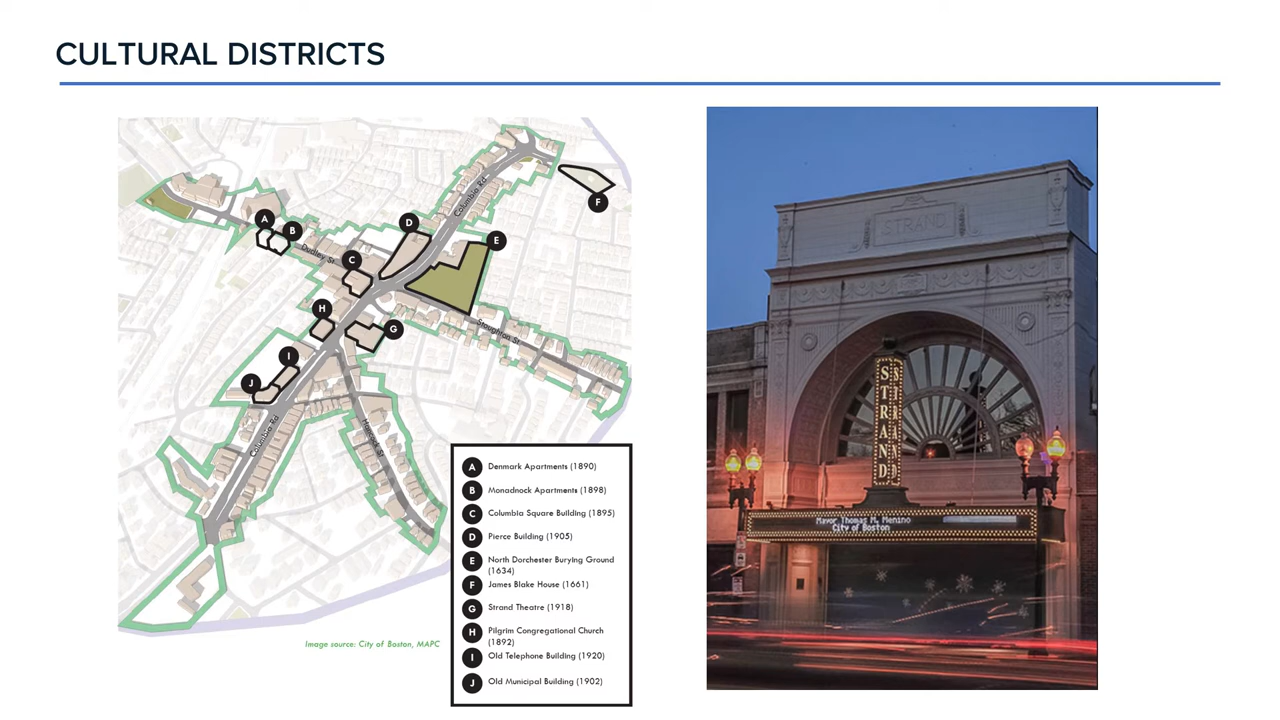 CULTURAL DISTRICTS
Columbia Rd
F
A
B
Dudley St
C
D
E
H
G
Stoughton St
I
J
Columbia Rd
Hancock St
A Denmark Apartments (1890)
B Monadnock Apartments (1898)
C Columbia Square Building (1895)
D Pierce Building (1905)
E North Dorchester Burying Ground
(1634)
F James Blake House (1661)
G Strand Theatre (1918)
H Pilgrim Congregational Church
(1892)
I Old Telephone Building (1920)
J Old Municipal Building (1902)
Image source: City of Boston, MAPC
STRAND
STRAND
STRAND
Mayor Thomas M. Menino
City of Boston